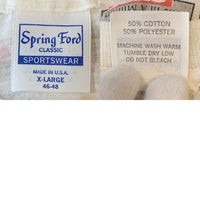 Spring Ford
CLASSIC
SPORTSWEAR
MADE IN U.S.A.
X-LARGE
46-48
50% COTTON
50% POLYESTER
MACHINE WASH WARM
TUMBLE DRY LOW
DO NOT BLEACH